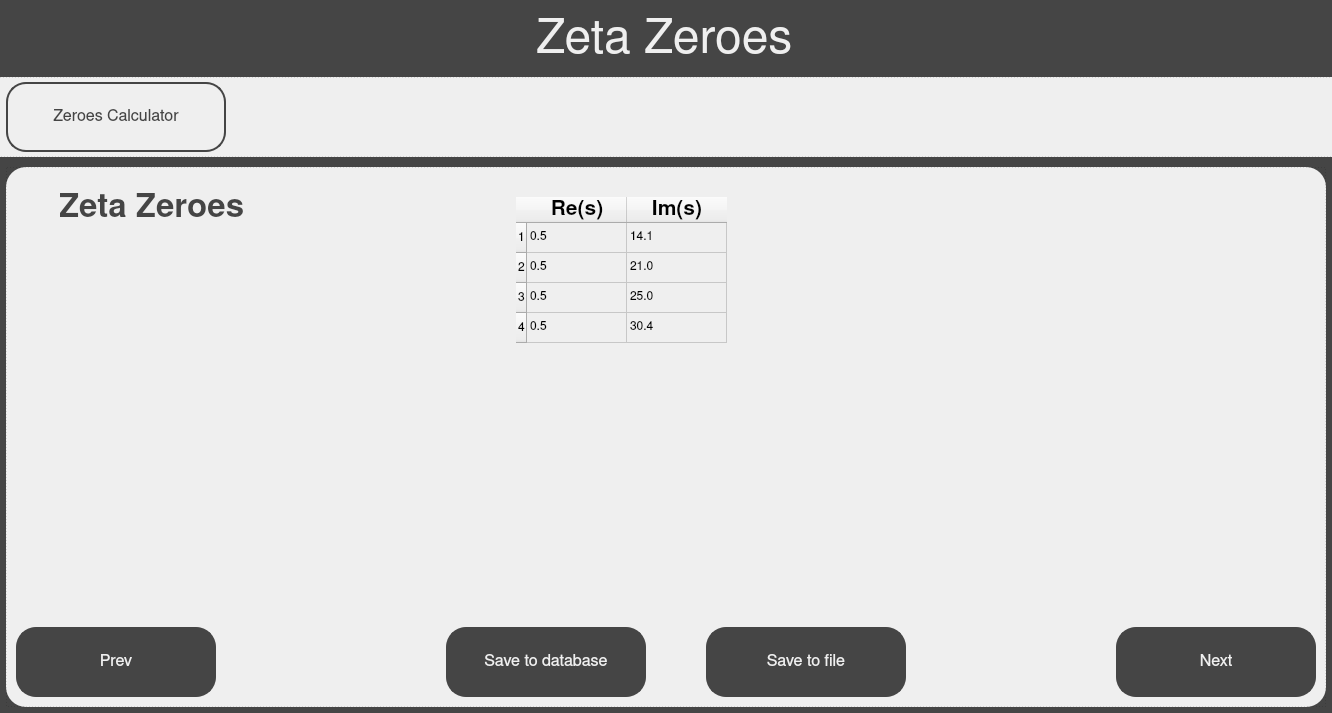 Zeta Zeroes
Zeroes Calculator
Zeta Zeroes
Re(s) Im(s)
1 0.5 14.1
2 0.5 21.0
3 0.5 25.0
4 0.5 30.4
Prev Save to database Save to file Next